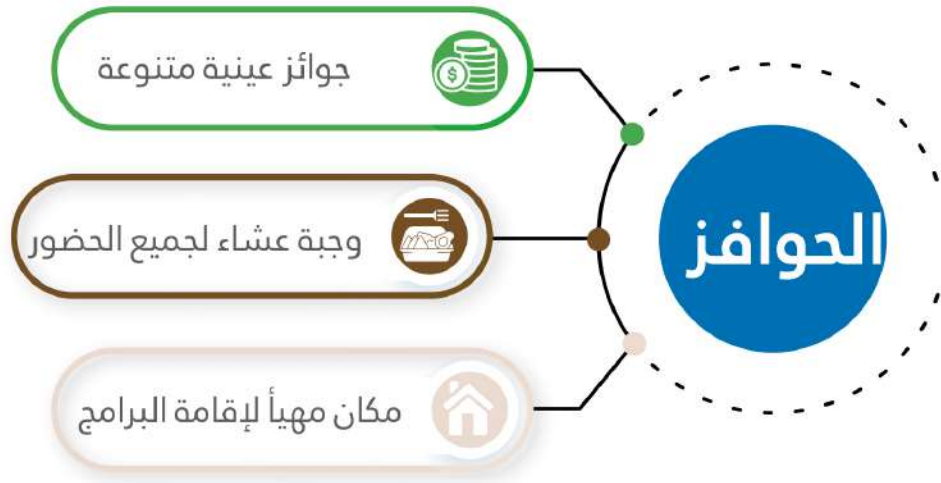 الحوافز
جوائز عينية متنوعة
$
وجبة عشاء لجميع الحضور
مكان مهيأ لإقامة البرامج